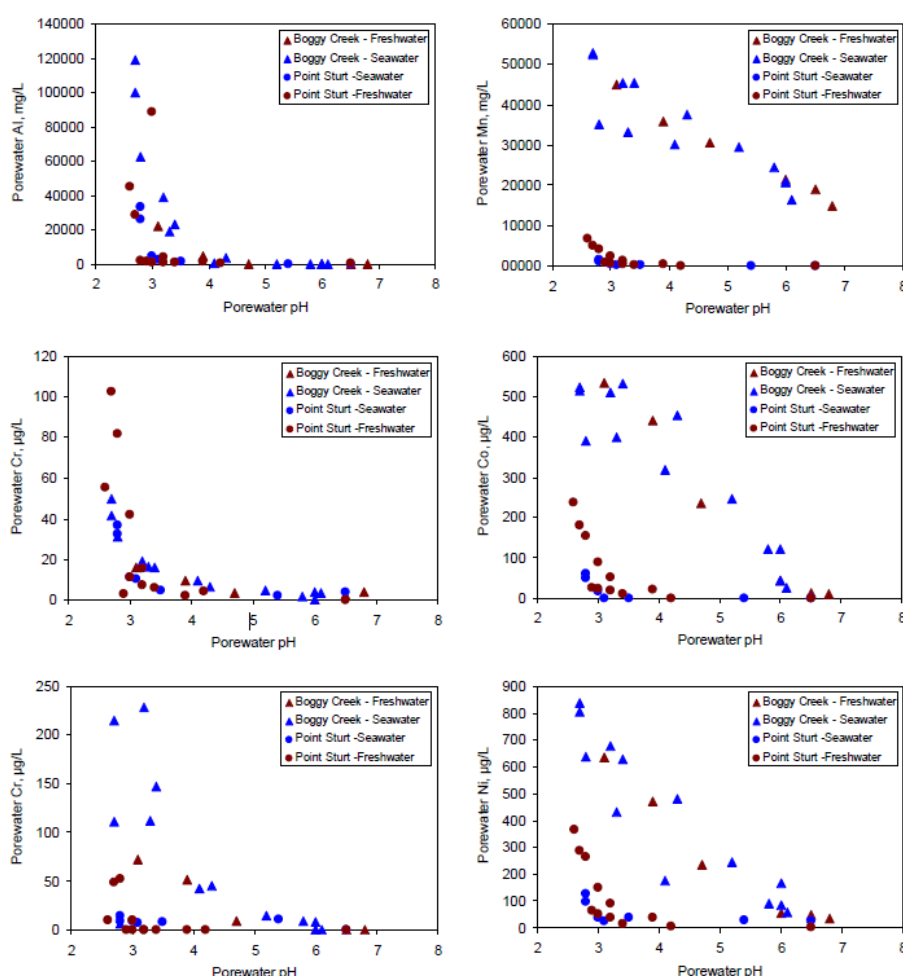 140000
120000
100000
80000
60000
40000
20000
0
Porewater Al, mg/L
2 3 4 5 6 7 8
Porewater pH
Boggy Creek - Freshwater
Boggy Creek - Seawater
Point Sturt -Seawater
Point Sturt -Freshwater
60000
50000
40000
30000
20000
10000
00000
Porewater Mn, mg/L
2 3 4 5 6 7 8
Porewater pH
Boggy Creek - Freshwater
Boggy Creek - Seawater
Point Sturt -Seawater
Point Sturt -Freshwater
120
100
80
60
40
20
0
Porewater Cr, µg/L
2 3 4 5 6 7 8
Porewater pH
Boggy Creek - Freshwater
Boggy Creek - Seawater
Point Sturt -Seawater
Point Sturt -Freshwater
600
500
400
300
200
100
0
Porewater Co, µg/L
2 3 4 5 6 7 8
Porewater pH
Boggy Creek - Freshwater
Boggy Creek - Seawater
Point Sturt -Seawater
Point Sturt -Freshwater
250
200
150
100
50
0
Porewater Cr, µg/L
2 3 4 5 6 7 8
Porewater pH
Boggy Creek - Freshwater
Boggy Creek - Seawater
Point Sturt -Seawater
Point Sturt -Freshwater
900
800
700
600
500
400
300
200
100
0
Porewater Ni, µg/L
2 3 4 5 6 7 8
Porewater pH
Boggy Creek - Freshwater
Boggy Creek - Seawater
Point Sturt -Seawater
Point Sturt -Freshwater